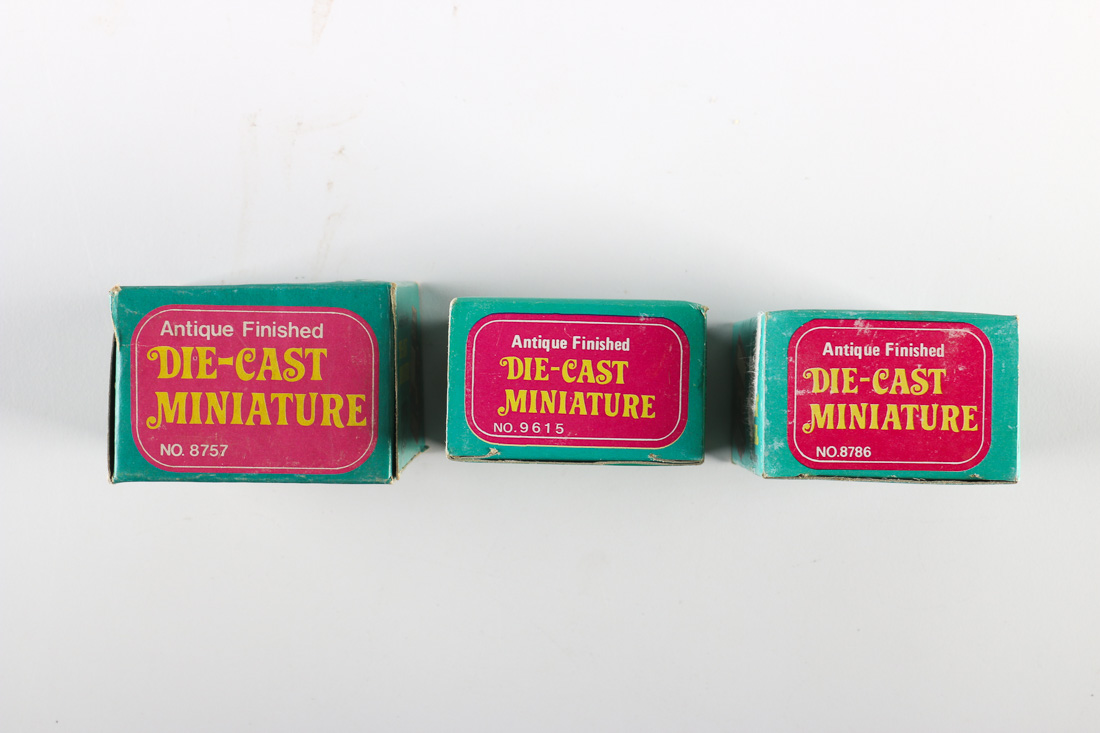 Antique Finished
DIE-CAST
MINIATURE
NO. 8757
Antique Finished
DIE-CAST
MINIATURE
NO. 9615
Antique Finished
DIE-CAST
MINIATURE
NO.8786